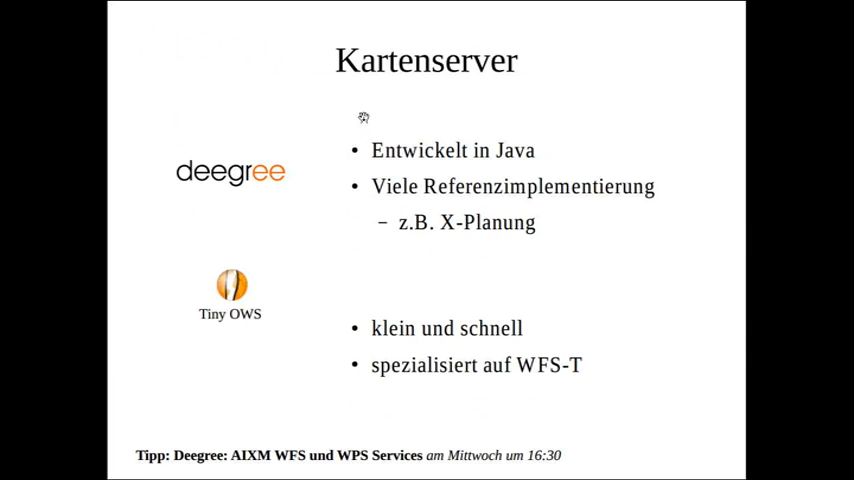 Kartenserver
deegree
• Entwickelt in Java
• Viele Referenzimplementierung
– z.B. X-Planung
Tiny OWS
• klein und schnell
• spezialisiert auf WFS-T
Tipp: Deegree: AIXM WFS und WPS Services am Mittwoch um 16:30